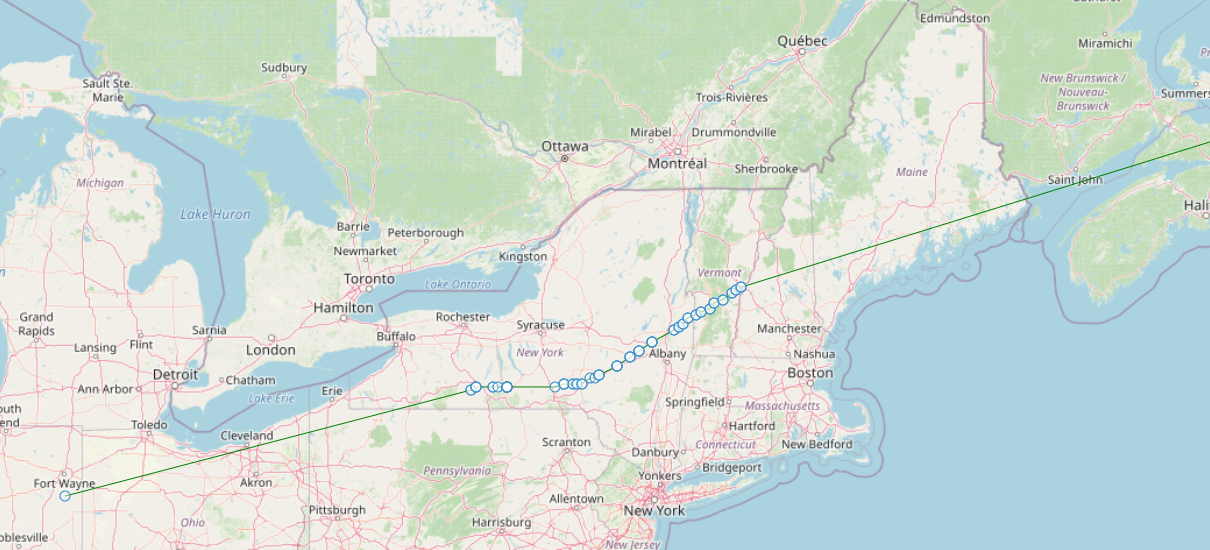 Edmundston
Bathurst
Québec
Miramichi
Sudbury
Sault Ste.
Marie
New Brunswick /
Nouveau-
Brunswick
Trois-Rivières
Summers
Mirabel
Drummondville
Ottawa
Montréal
Sherbrooke
Maine
Saint John
Michigan
Lake Huron
Barrie
Peterborough
Newmarket
Kingston
Hali
Toronto
Lake Ontario
Vermont
Hamilton
Grand
Rapids
Sarnia
Rochester
Syracuse
Buffalo
Manchester
Lansing
Flint
London
New York
Albany
Nashua
Detroit
Chatham
Boston
Ann Arbor
Erie
Lake Erie
outh
end
Springfield
Massachusetts
Toledo
Cleveland
Hartford
New Bedford
Scranton
Danbury
Connecticut
Fort Wayne
Akron
Pennsylvania
Yonkers
Bridgeport
Allentown
New York
Pittsburgh
Ohio
Harrisburg
oblesville
New Jersey